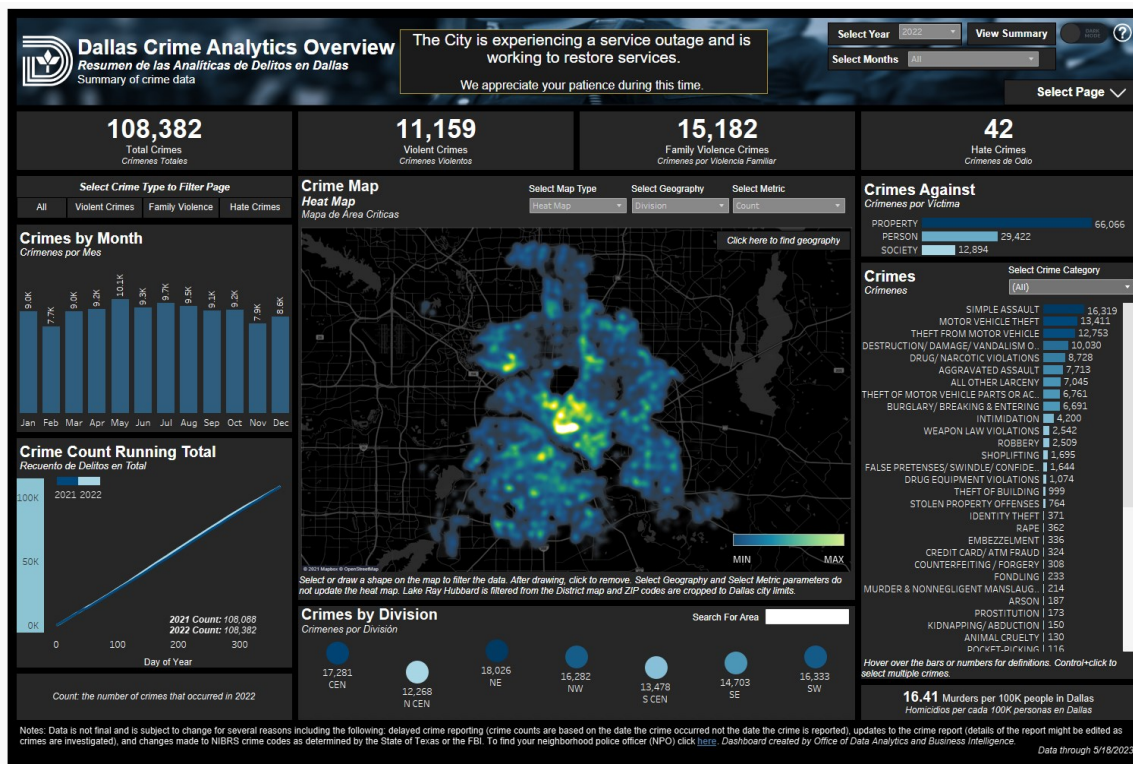 Dallas Crime Analytics Overview
Resumen de las Analíticas de Delitos en Dallas
Summary of crime data
The City is experiencing a service outage and is
working to restore services.
We appreciate your patience during this time.
Select Year 2022 View Summary DARK MODE ?
Select Months All
Select Page
108,382
Total Crimes
Crímenes Totales
11,159
Violent Crimes
Crímenes Violentos
15,182
Family Violence Crimes
Crímenes por Violencia Familiar
42
Hate Crimes
Crímenes de Odio
Select Crime Type to Filter Page
All Violent Crimes Family Violence Hate Crimes
Crimes by Month
Crímenes por Mes
9.0K 7.7K 9.0K 9.2K 10.1K 9.3K 9.7K 9.5K 9.1K 9.2K 7.9K 8.6K
Jan Feb Mar Apr May Jun Jul Aug Sep Oct Nov Dec
Crime Count Running Total
Recuento de Delitos en Total
2021 2022
100K
50K
0K
2021 Count: 108,088
2022 Count: 108,382
0 100 200 300
Day of Year
Count: the number of crimes that occurred in 2022
Crime Map
Heat Map
Mapa de Área Criticas
Select Map Type Select Geography Select Metric
Heat Map Division Count
Click here to find geography
MIN MAX
© 2021 Mapbox © OpenStreetMap
Select or draw a shape on the map to filter the data. After drawing, click to remove. Select Geography and Select Metric parameters do
not update the heat map. Lake Ray Hubbard is filtered from the District map and ZIP codes are cropped to Dallas city limits.
Crimes by Division
Crimenes por División
Search For Area
17,281
CEN
12,268
N CEN
18,026
NE
16,282
NW
13,478
S CEN
14,703
SE
16,333
SW
Crimes Against
Crímenes por Víctima
PROPERTY 66,066
PERSON 29,422
SOCIETY 12,894
Crimes
Crímenes
Select Crime Category
(All)
SIMPLE ASSAULT 16,319
MOTOR VEHICLE THEFT 13,411
THEFT FROM MOTOR VEHICLE 12,753
DESTRUCTION/ DAMAGE/ VANDALISM O.. 10,030
DRUG/ NARCOTIC VIOLATIONS 8,728
AGGRAVATED ASSAULT 7,713
ALL OTHER LARCENY 7,045
THEFT OF MOTOR VEHICLE PARTS OR AC.. 6,761
BURGLARY/ BREAKING & ENTERING 6,691
INTIMIDATION 4,200
WEAPON LAW VIOLATIONS 2,542
ROBBERY 2,509
SHOPLIFTING 1,695
FALSE PRETENSES/ SWINDLE/ CONFIDE.. 1,644
DRUG EQUIPMENT VIOLATIONS 1,074
THEFT OF BUILDING 999
STOLEN PROPERTY OFFENSES 764
IDENTITY THEFT 371
RAPE 362
EMBEZZELMENT 336
CREDIT CARD/ ATM FRAUD 324
COUNTERFEITING / FORGERY 308
FONDLING 233
MURDER & NONNEGLIGENT MANSLAUG.. 214
ARSON 187
PROSTITUTION 173
KIDNAPPING/ ABDUCTION 150
ANIMAL CRUELTY 130
POCKET-PICKING 116
Hover over the bars or numbers for definitions. Control+click to
select multiple crimes.
16.41 Murders per 100K people in Dallas
Homicidios per cada 100K personas en Dallas
Notes: Data is not final and is subject to change for several reasons including the following: delayed crime reporting (crime counts are based on the date the crime occurred not the date the crime is reported), updates to the crime report (details of the report might be edited as
crimes are investigated), and changes made to NIBRS crime codes as determined by the State of Texas or the FBI. To find your neighborhood police officer (NPO) click here. Dashboard created by Office of Data Analytics and Business Intelligence.
Data through 5/18/2023